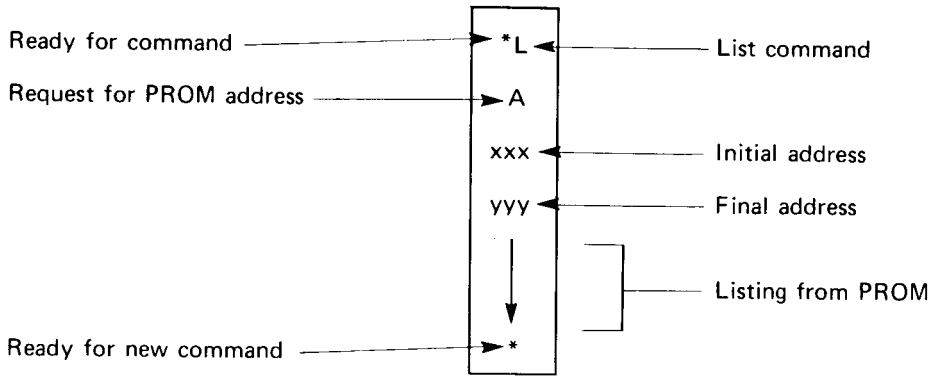 Ready for command *L List command
Request for PROM address A
xxx Initial address
yyy Final address
Listing from PROM
Ready for new command *